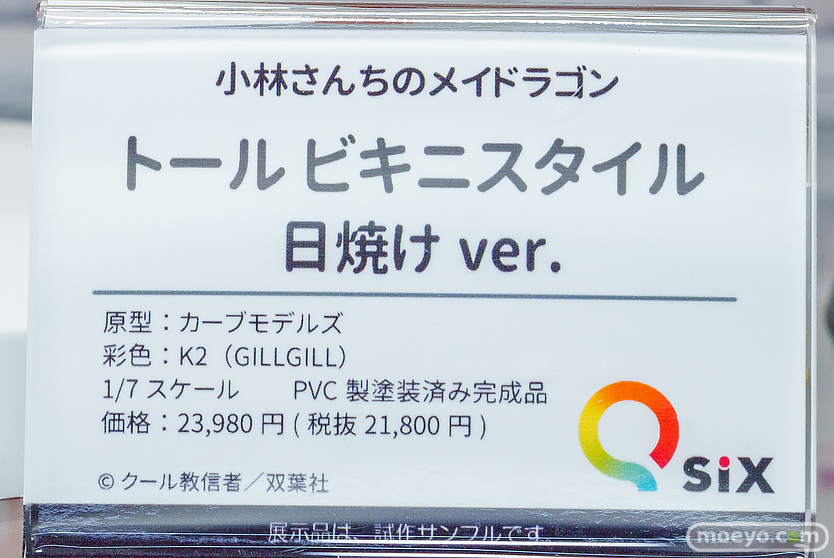 小林さんちのメイドラゴン
トール ビキニスタイル
日焼け ver.
原型：カーブモデルズ
彩色：K2（GILLGILL）
1/7 スケール　　PVC 製塗装済み完成品
価格：23,980 円 ( 税抜 21,800 円 )
© クール教信者／双葉社
SiX
展示品は、試作サンプルです。
moeyo.com